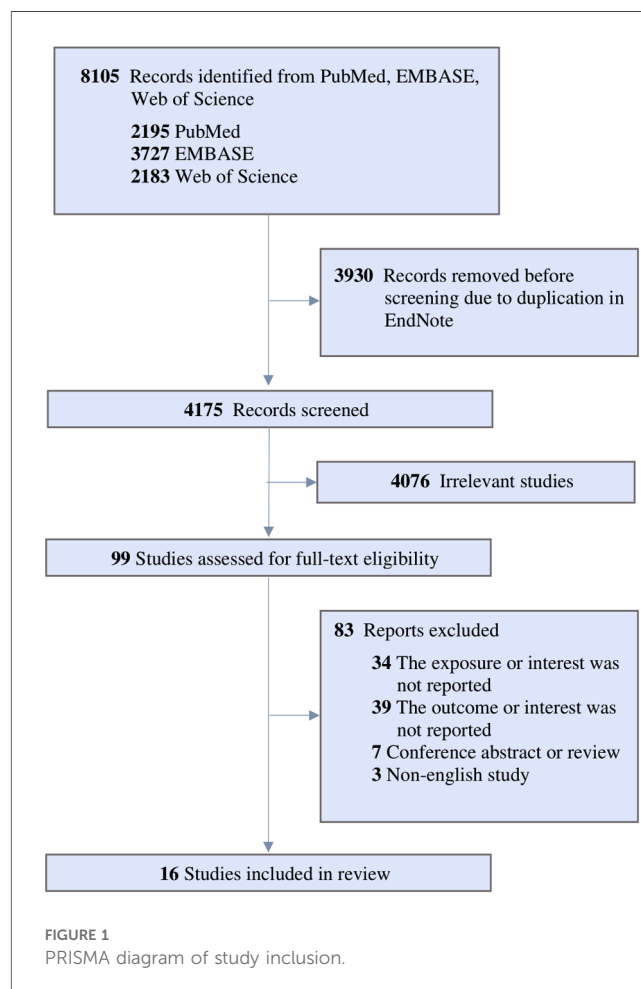 8105 Records identified from PubMed, EMBASE,
Web of Science
2195 PubMed
3727 EMBASE
2183 Web of Science
3930 Records removed before
screening due to duplication in
EndNote
4175 Records screened
4076 Irrelevant studies
99 Studies assessed for full-text eligibility
83 Reports excluded
34 The exposure or interest was
not reported
39 The outcome or interest was
not reported
7 Conference abstract or review
3 Non-english study
16 Studies included in review
FIGURE 1
PRISMA diagram of study inclusion.